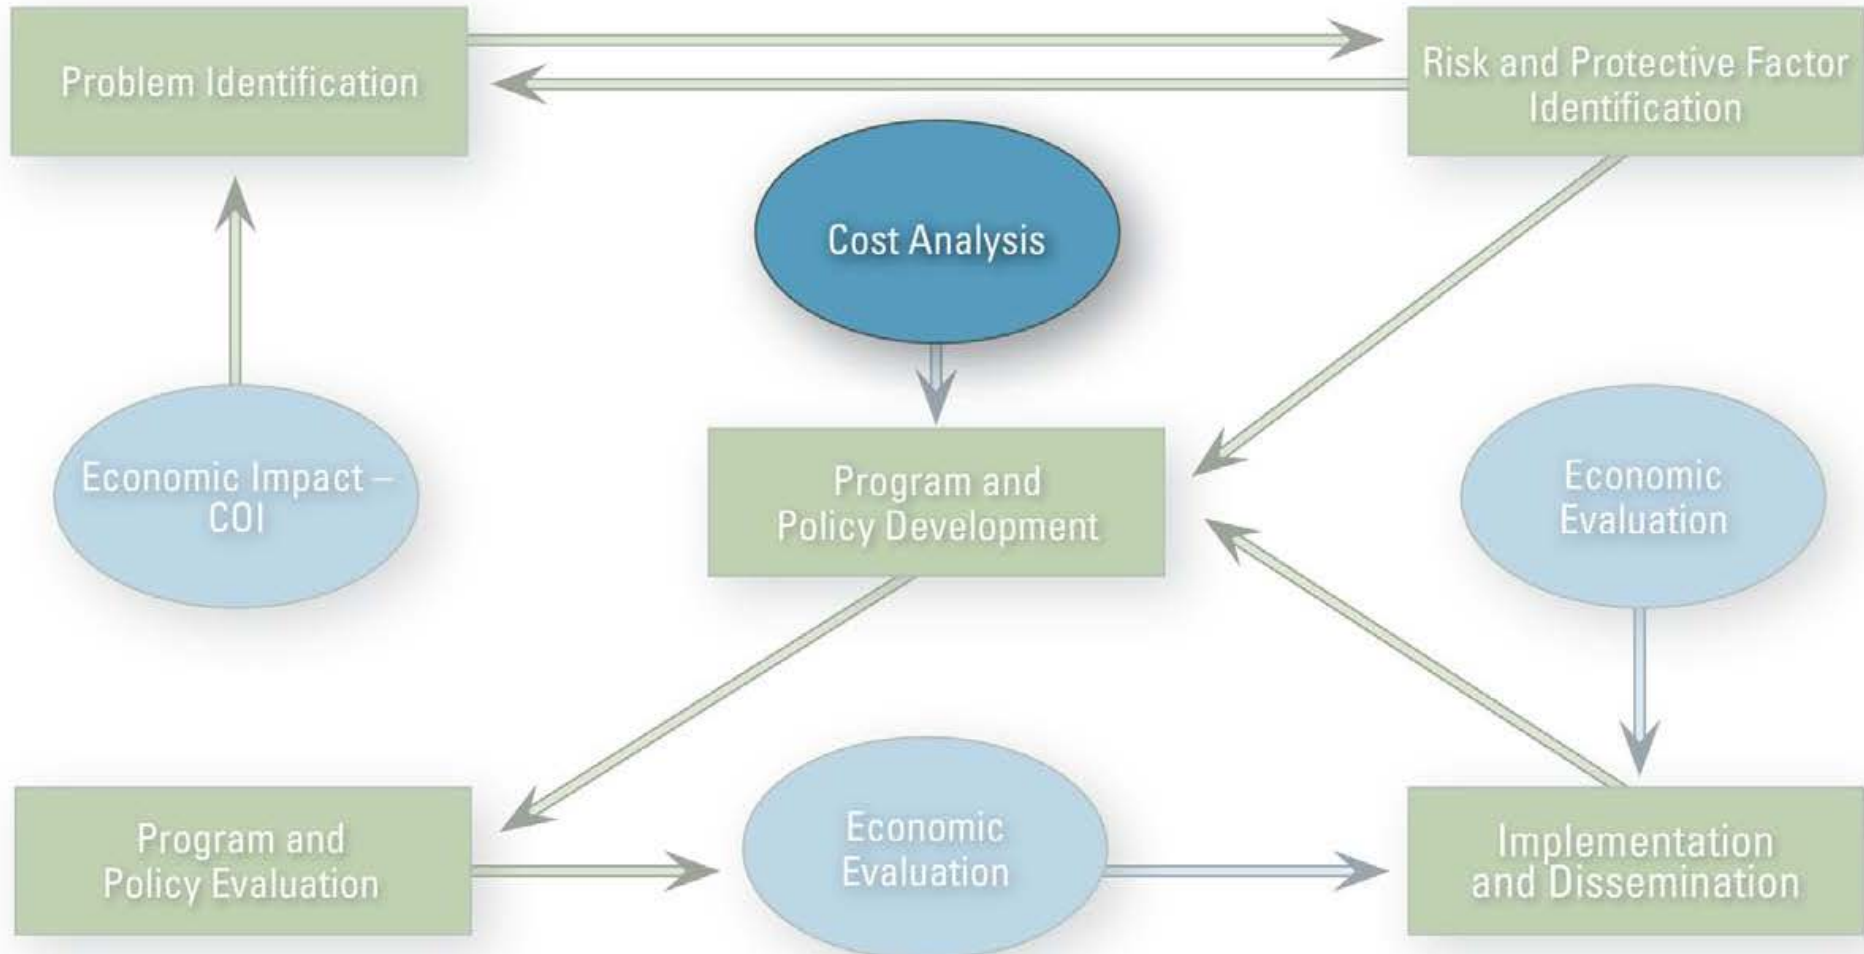 Problem Identification
Risk and Protective Factor
Identification
Cost Analysis
Economic Impact –
COI
Program and
Policy Development
Economic
Evaluation
Program and
Policy Evaluation
Economic
Evaluation
Implementation
and Dissemination